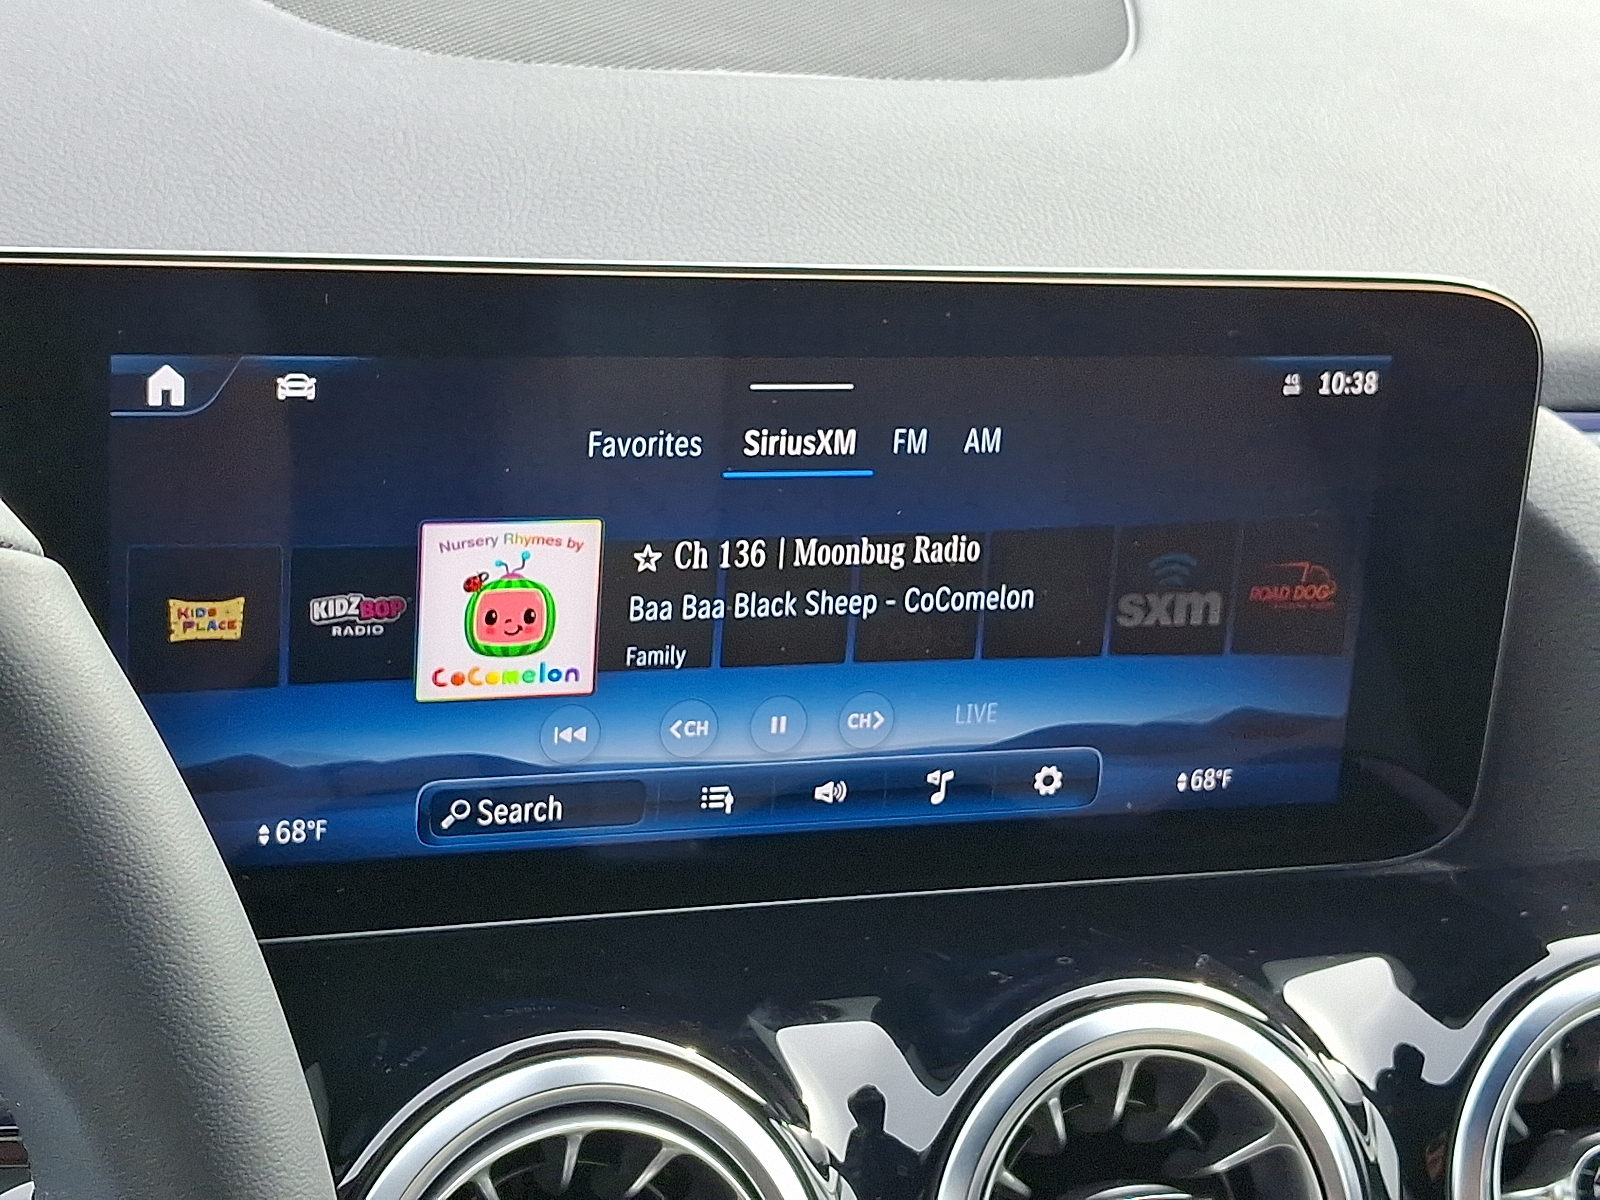 4G 10:38
Favorites SiriusXM FM AM
KIDS
PLACE
KIDZ BOP
RADIO
Nursery Rhymes by
CoComelon
Ch 136 | Moonbug Radio
Baa Baa Black Sheep - CoComelon
Family
sxm
ROAD DOG
<CH CH> LIVE
68°F
Search
68°F